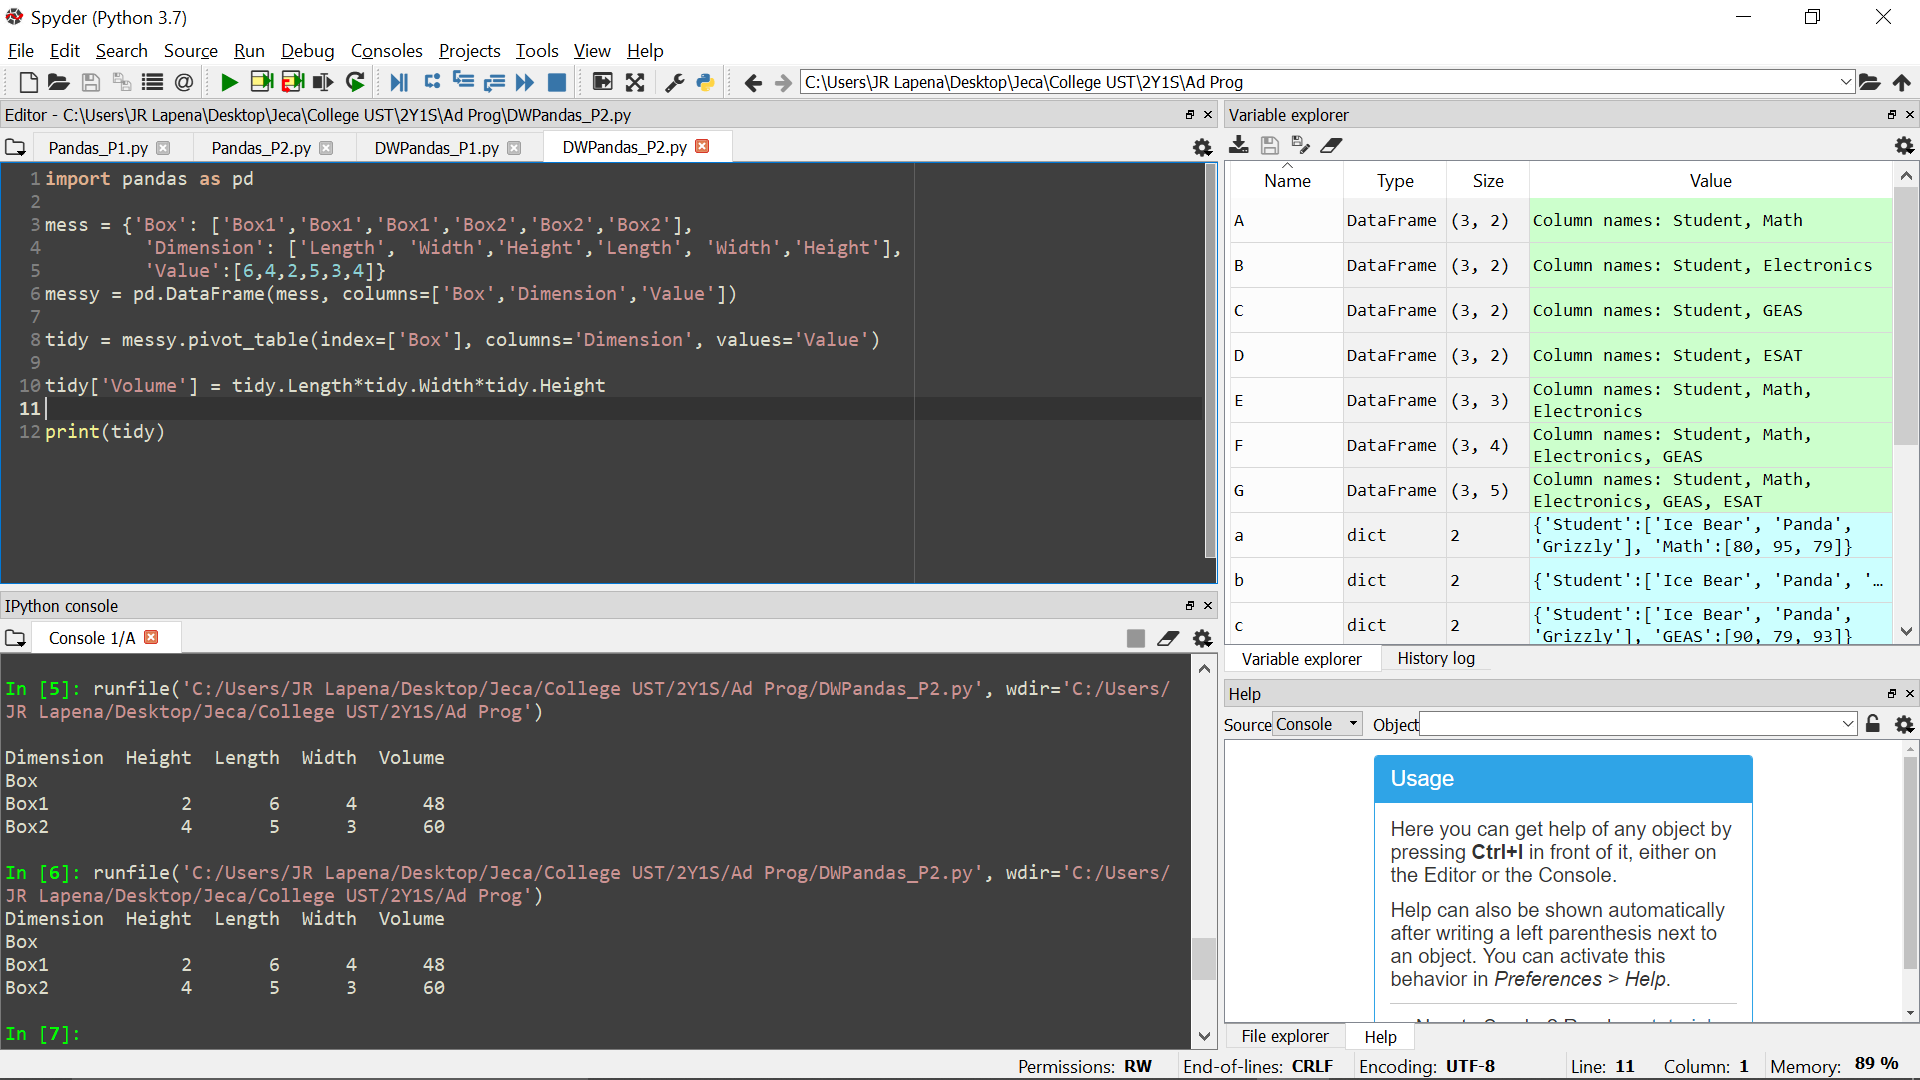 Spyder (Python 3.7)
File Edit Search Source Run Debug Consoles Projects Tools View Help
C:\Users\JR Lapena\Desktop\Jeca\College UST\2Y1S\Ad Prog
Editor - C:\Users\JR Lapena\Desktop\Jeca\College UST\2Y1S\Ad Prog\DWPandas_P2.py
Pandas_P1.py Pandas_P2.py DWPandas_P1.py DWPandas_P2.py
1 import pandas as pd
2
3 mess = {'Box': ['Box1','Box1','Box1','Box2','Box2','Box2'],
4 'Dimension': ['Length', 'Width','Height','Length', 'Width','Height'],
5 'Value':[6,4,2,5,3,4]}
6 messy = pd.DataFrame(mess, columns=['Box','Dimension','Value'])
7
8 tidy = messy.pivot_table(index=['Box'], columns='Dimension', values='Value')
9
10 tidy['Volume'] = tidy.Length*tidy.Width*tidy.Height
11
12 print(tidy)
IPython console
Console 1/A
In [5]: runfile('C:/Users/JR Lapena/Desktop/Jeca/College UST/2Y1S/Ad Prog/DWPandas_P2.py', wdir='C:/Users/
JR Lapena/Desktop/Jeca/College UST/2Y1S/Ad Prog')
Dimension Height Length Width Volume
Box
Box1 2 6 4 48
Box2 4 5 3 60
In [6]: runfile('C:/Users/JR Lapena/Desktop/Jeca/College UST/2Y1S/Ad Prog/DWPandas_P2.py', wdir='C:/Users/
JR Lapena/Desktop/Jeca/College UST/2Y1S/Ad Prog')
Dimension Height Length Width Volume
Box
Box1 2 6 4 48
Box2 4 5 3 60
In [7]:
Variable explorer
Name Type Size Value
A DataFrame (3, 2) Column names: Student, Math
B DataFrame (3, 2) Column names: Student, Electronics
C DataFrame (3, 2) Column names: Student, GEAS
D DataFrame (3, 2) Column names: Student, ESAT
E DataFrame (3, 3) Column names: Student, Math,
Electronics
F DataFrame (3, 4) Column names: Student, Math,
Electronics, GEAS
G DataFrame (3, 5) Column names: Student, Math,
Electronics, GEAS, ESAT
a dict 2 {'Student':['Ice Bear', 'Panda',
'Grizzly'], 'Math':[80, 95, 79]}
b dict 2 {'Student':['Ice Bear', 'Panda', '...
c dict 2 {'Student':['Ice Bear', 'Panda',
'Grizzly'], 'GEAS':[90, 79, 93]}
Variable explorer History log
Help
Source Console Object
Usage
Here you can get help of any object by
pressing Ctrl+I in front of it, either on
the Editor or the Console.
Help can also be shown automatically
after writing a left parenthesis next to
an object. You can activate this
behavior in Preferences > Help.
File explorer Help
Permissions: RW End-of-lines: CRLF Encoding: UTF-8 Line: 11 Column: 1 Memory: 89 %